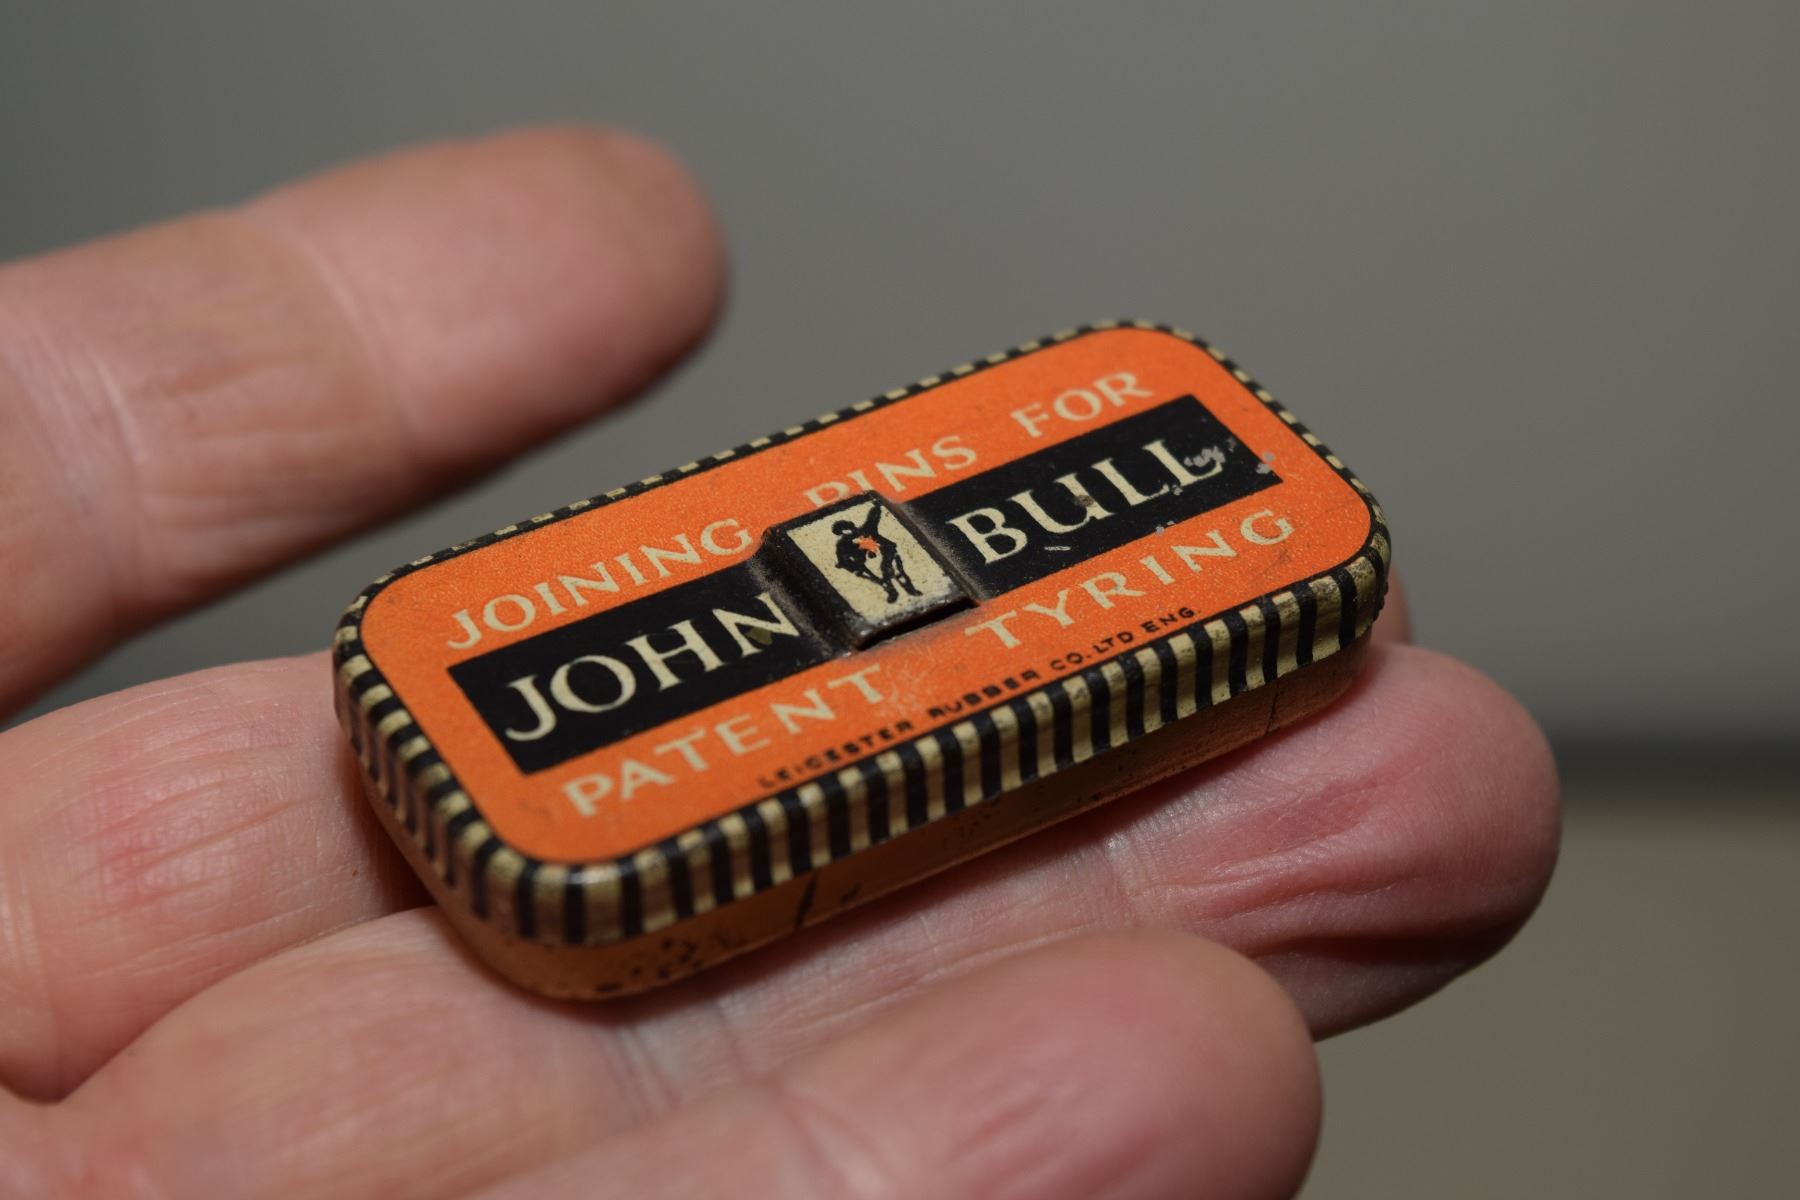 JOINING PINS FOR
JOHN BULL
PATENT TYRING
LEICESTER RUBBER CO. LTD ENG.